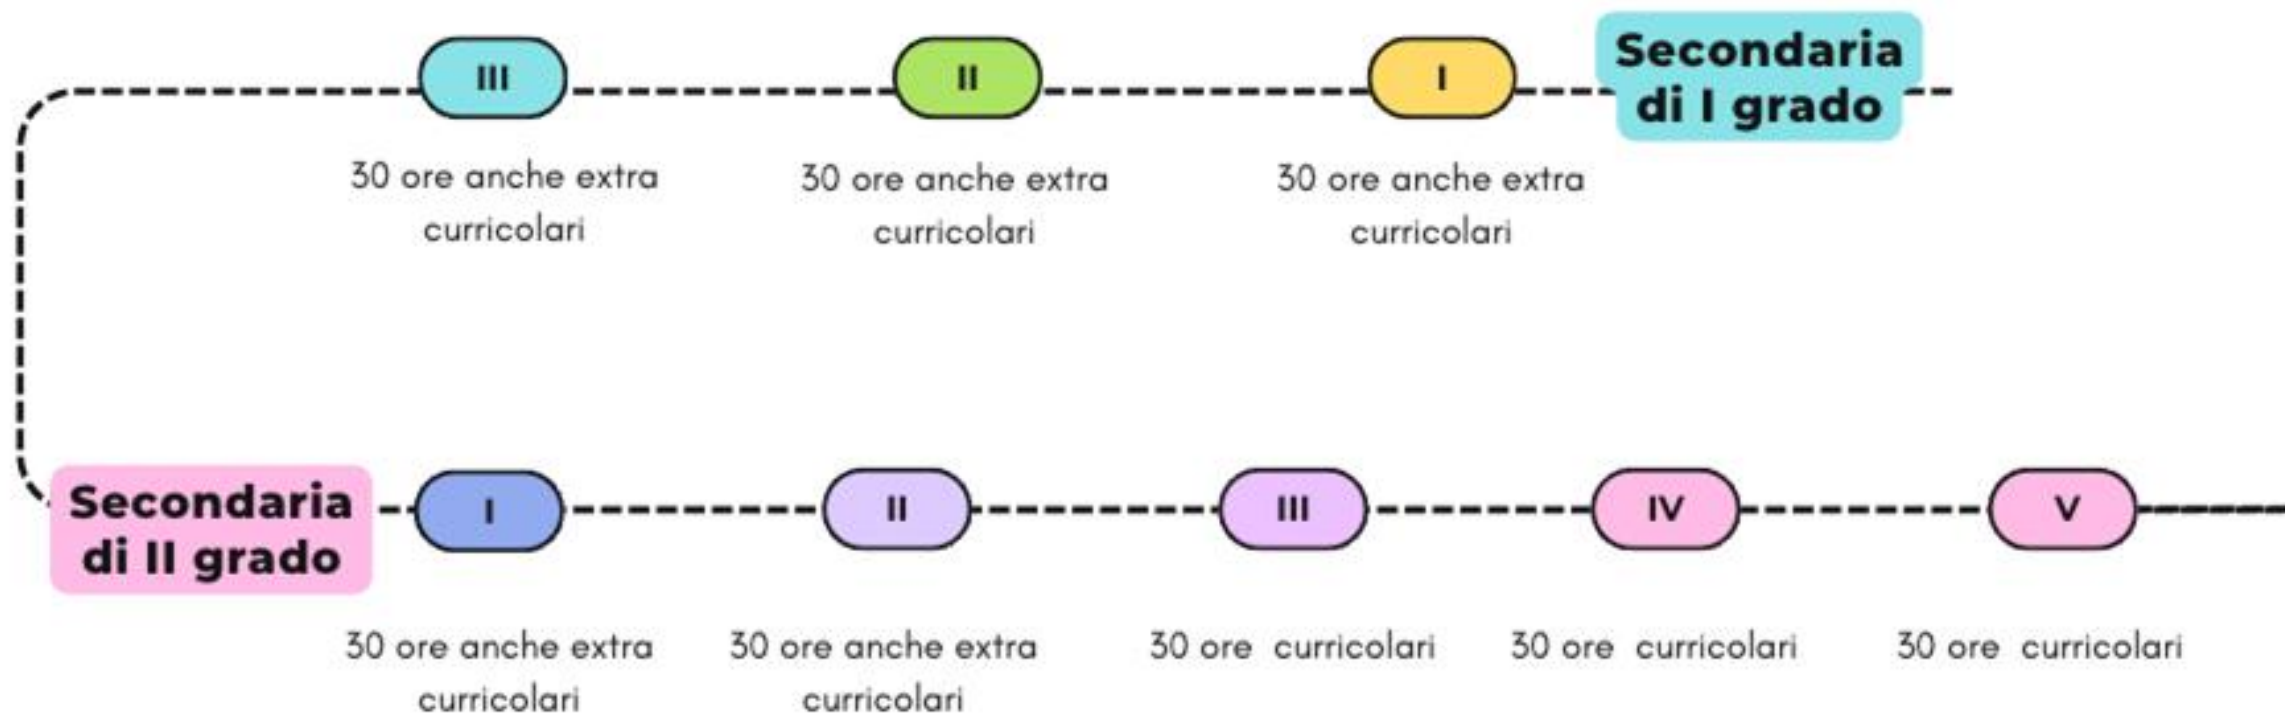 Secondaria
di I grado
I
30 ore anche extra
curricolari
II
30 ore anche extra
curricolari
III
30 ore anche extra
curricolari
Secondaria
di II grado
I
30 ore anche extra
curricolari
II
30 ore anche extra
curricolari
III
30 ore curricolari
IV
30 ore curricolari
V
30 ore curricolari